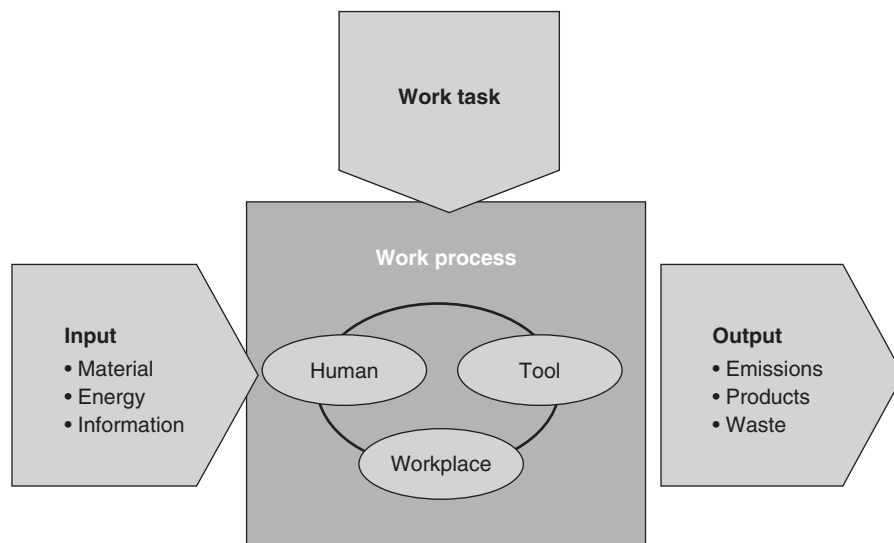 Work task
Work process
Input
• Material
• Energy
• Information
Human
Tool
Workplace
Output
• Emissions
• Products
• Waste